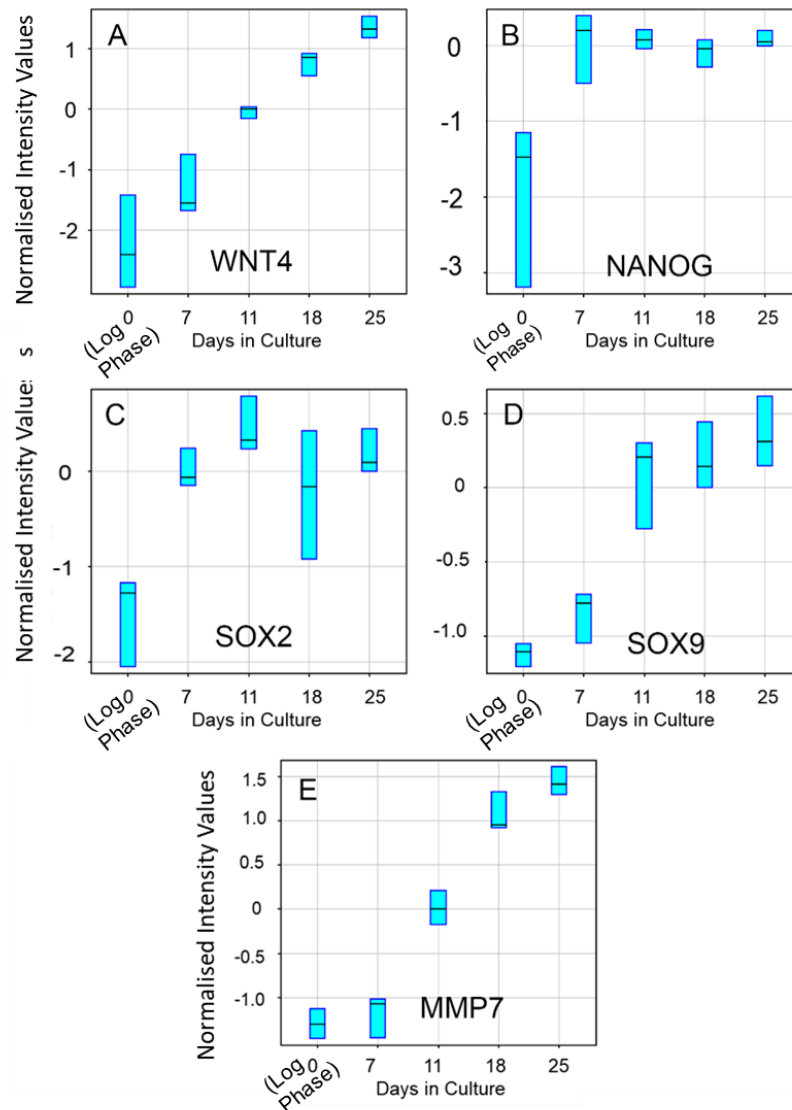 A
Normalised Intensity Values
1
0
-1
-2
WNT4
0 7 11 18 25
(Log Phase)
Days in Culture
B
0
-1
-2
-3
NANOG
0 7 11 18 25
(Log Phase)
Days in Culture
s
C
Normalised Intensity Values
0
-1
-2
SOX2
0 7 11 18 25
(Log Phase)
Days in Culture
D
0.5
0
-0.5
-1.0
SOX9
0 7 11 18 25
(Log Phase)
Days in Culture
E
Normalised Intensity Values
1.5
1.0
0.5
0
-0.5
-1.0
MMP7
0 7 11 18 25
(Log Phase)
Days in Culture